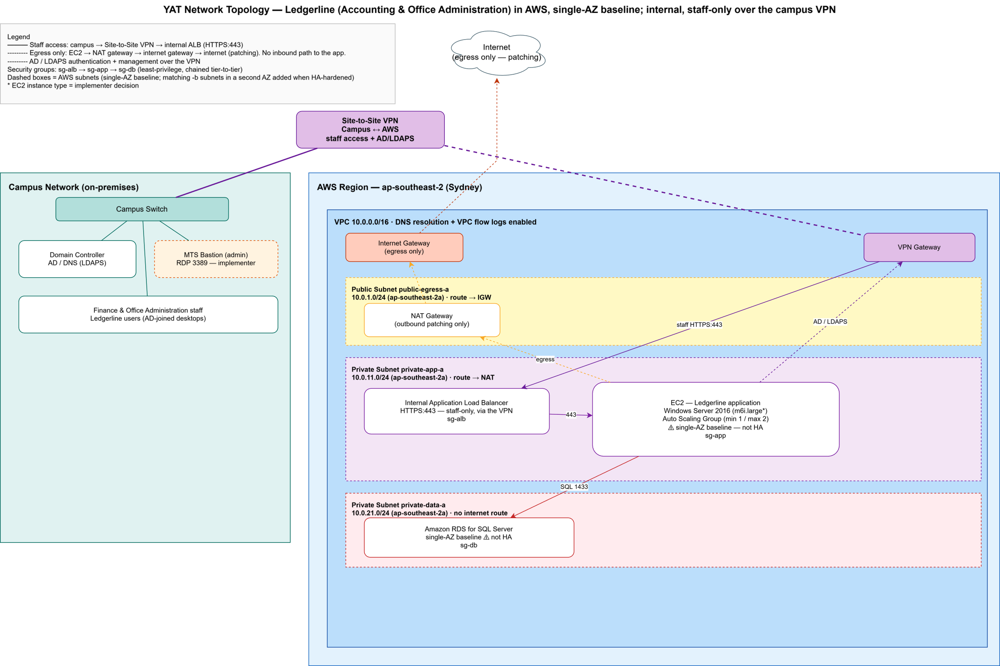 YAT Network Topology — Ledgerline (Accounting & Office Administration) in AWS, single-AZ baseline; internal, staff-only over the campus VPN
Legend
——— Staff access: campus → Site-to-Site VPN → internal ALB (HTTPS:443)
--------- Egress only: EC2 → NAT gateway → internet gateway → internet (patching). No inbound path to the app.
--------- AD / LDAPS authentication + management over the VPN
Security groups: sg-alb → sg-app → sg-db (least-privilege, chained tier-to-tier)
Dashed boxes = AWS subnets (single-AZ baseline; matching -b subnets in a second AZ added when HA-hardened)
* EC2 instance type = implementer decision
Internet
(egress only — patching)
Site-to-Site VPN
Campus ↔ AWS
staff access + AD/LDAPS
Campus Network (on-premises)
Campus Switch
Domain Controller
AD / DNS (LDAPS)
MTS Bastion (admin)
RDP 3389 — implementer
Finance & Office Administration staff
Ledgerline users (AD-joined desktops)
AWS Region — ap-southeast-2 (Sydney)
VPC 10.0.0.0/16 · DNS resolution + VPC flow logs enabled
Internet Gateway
(egress only)
VPN Gateway
Public Subnet public-egress-a
10.0.1.0/24 (ap-southeast-2a) · route → IGW
NAT Gateway
(outbound patching only)
staff HTTPS:443
AD / LDAPS
egress
Private Subnet private-app-a
10.0.11.0/24 (ap-southeast-2a) · route → NAT
Internal Application Load Balancer
HTTPS:443 — staff-only, via the VPN
sg-alb
443
EC2 — Ledgerline application
Windows Server 2016 (m6i.large*)
Auto Scaling Group (min 1 / max 2)
⚠ single-AZ baseline — not HA
sg-app
SQL 1433
Private Subnet private-data-a
10.0.21.0/24 (ap-southeast-2a) · no internet route
Amazon RDS for SQL Server
single-AZ baseline ⚠ not HA
sg-db